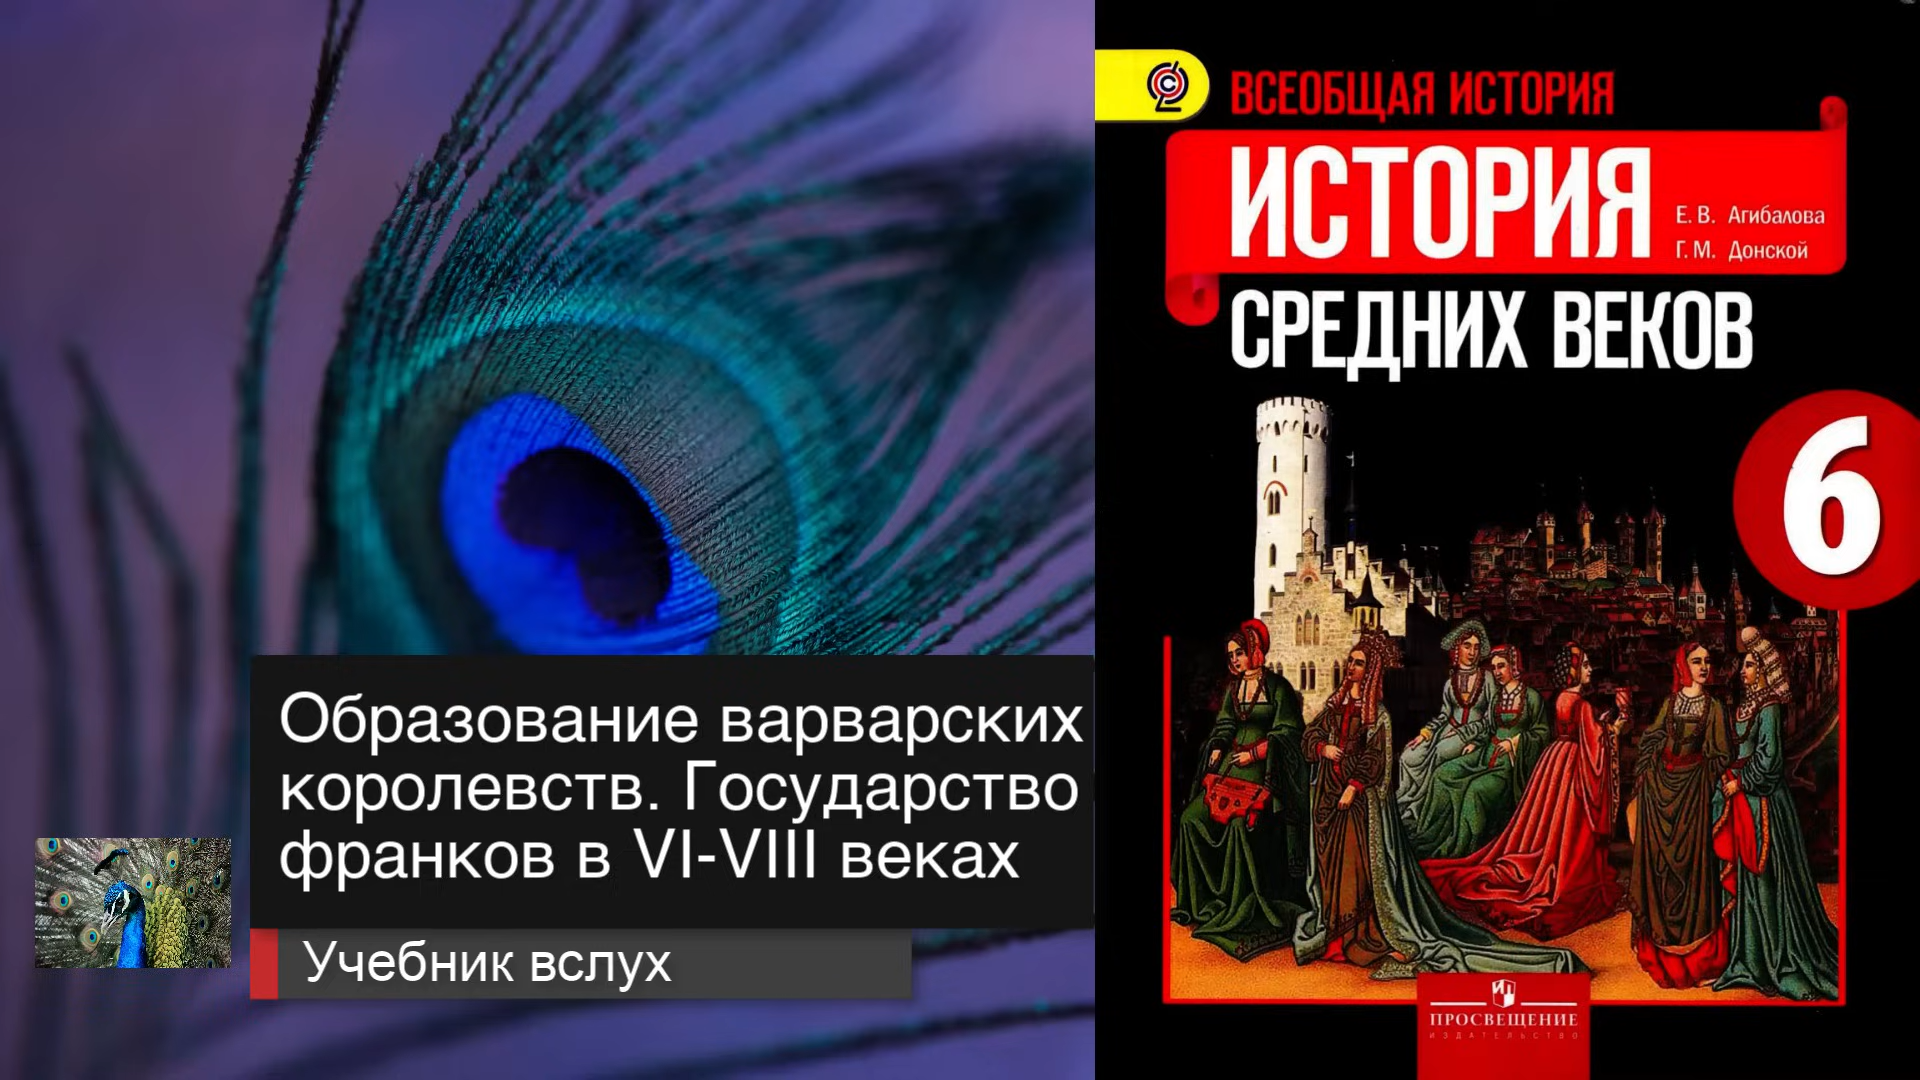 Образование варварских
королевств. Государство
франков в VI-VIII веках
Учебник вслух
ВСЕОБЩАЯ ИСТОРИЯ
ИСТОРИЯ
Е. В. Агибалова
Г. М. Донской
СРЕДНИХ ВЕКОВ
6
ПРОСВЕЩЕНИЕ
ИЗДАТЕЛЬСТВО